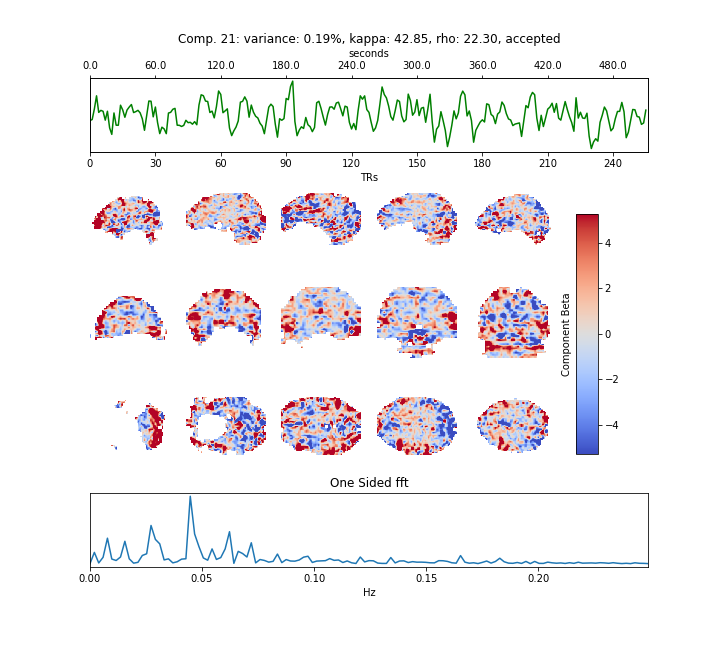 Comp. 21: variance: 0.19%, kappa: 42.85, rho: 22.30, accepted
seconds
0.0 60.0 120.0 180.0 240.0 300.0 360.0 420.0 480.0
0 30 60 90 120 150 180 210 240
TRs
4
2
0
−2
−4
Component Beta
One Sided fft
0.00 0.05 0.10 0.15 0.20
Hz